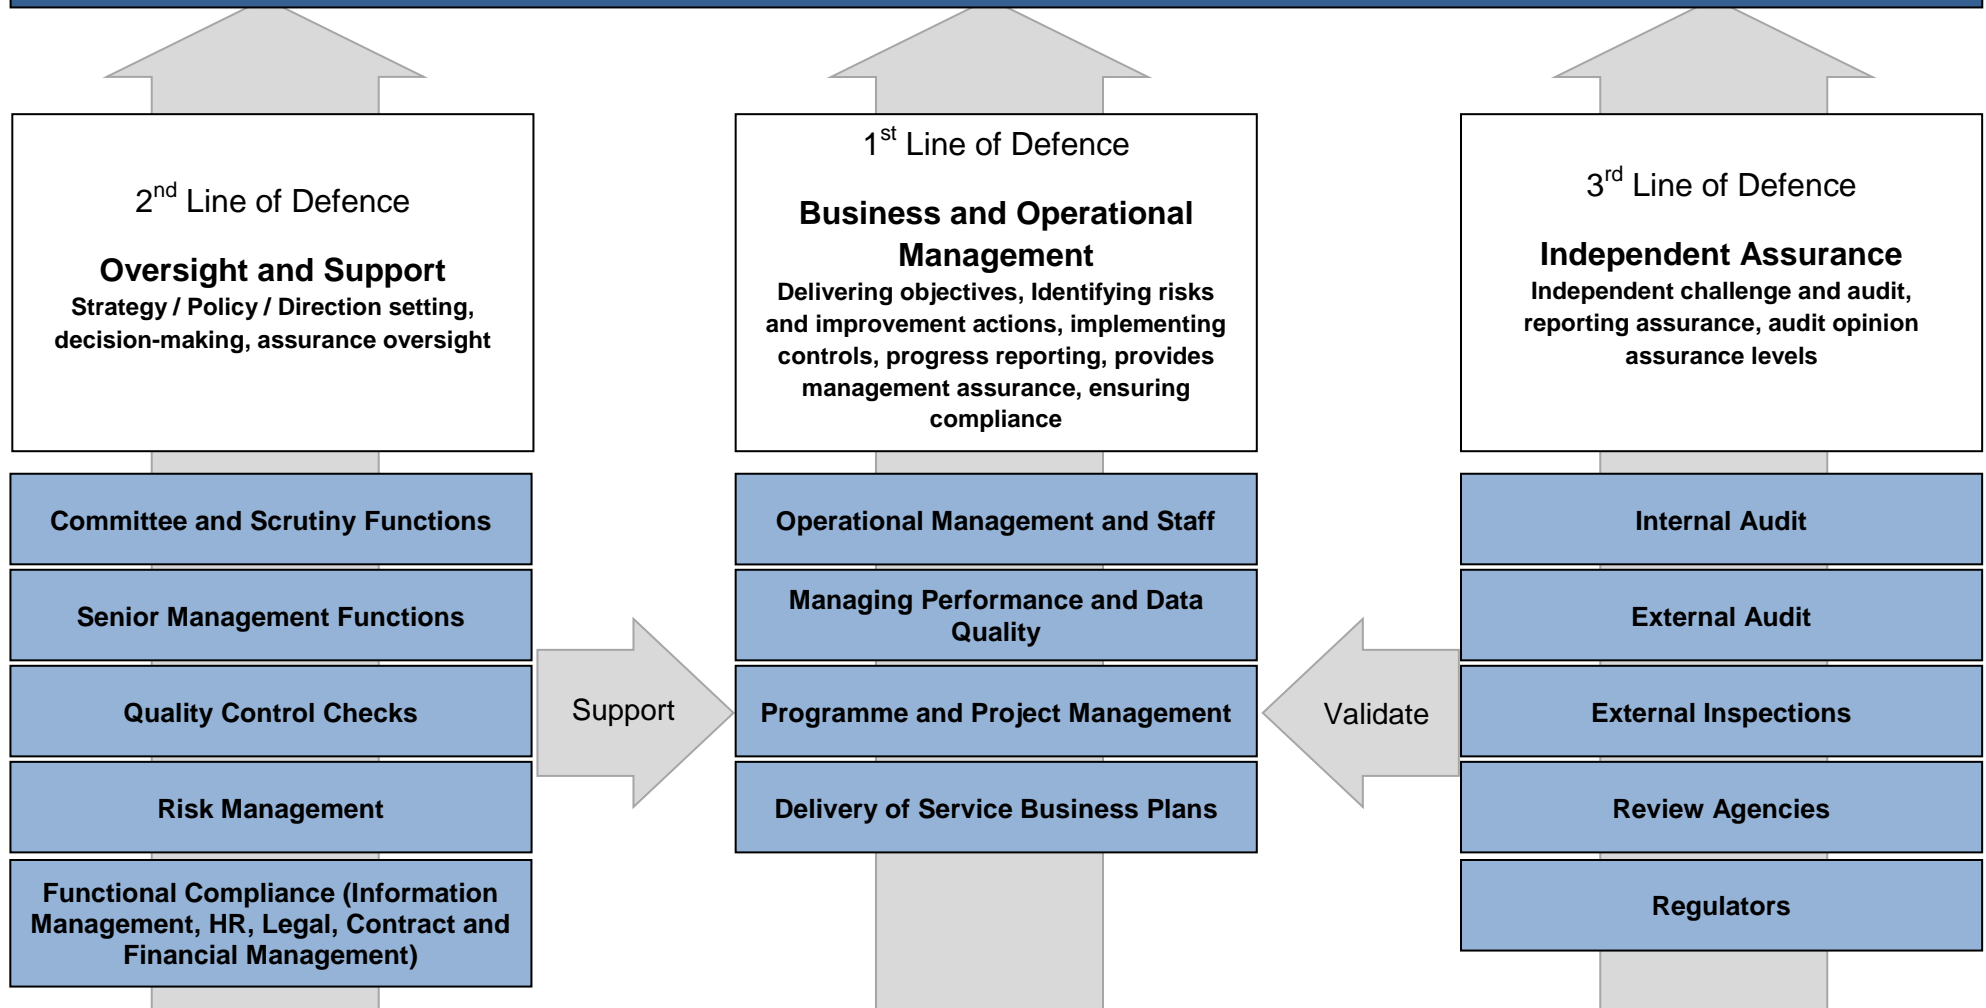 2nd Line of Defence
Oversight and Support
Strategy / Policy / Direction setting,
decision-making, assurance oversight
Committee and Scrutiny Functions
Senior Management Functions
Quality Control Checks
Risk Management
Functional Compliance (Information
Management, HR, Legal, Contract and
Financial Management)
Support
1st Line of Defence
Business and Operational
Management
Delivering objectives, Identifying risks
and improvement actions, implementing
controls, progress reporting, provides
management assurance, ensuring
compliance
Operational Management and Staff
Managing Performance and Data
Quality
Programme and Project Management
Delivery of Service Business Plans
Validate
3rd Line of Defence
Independent Assurance
Independent challenge and audit,
reporting assurance, audit opinion
assurance levels
Internal Audit
External Audit
External Inspections
Review Agencies
Regulators